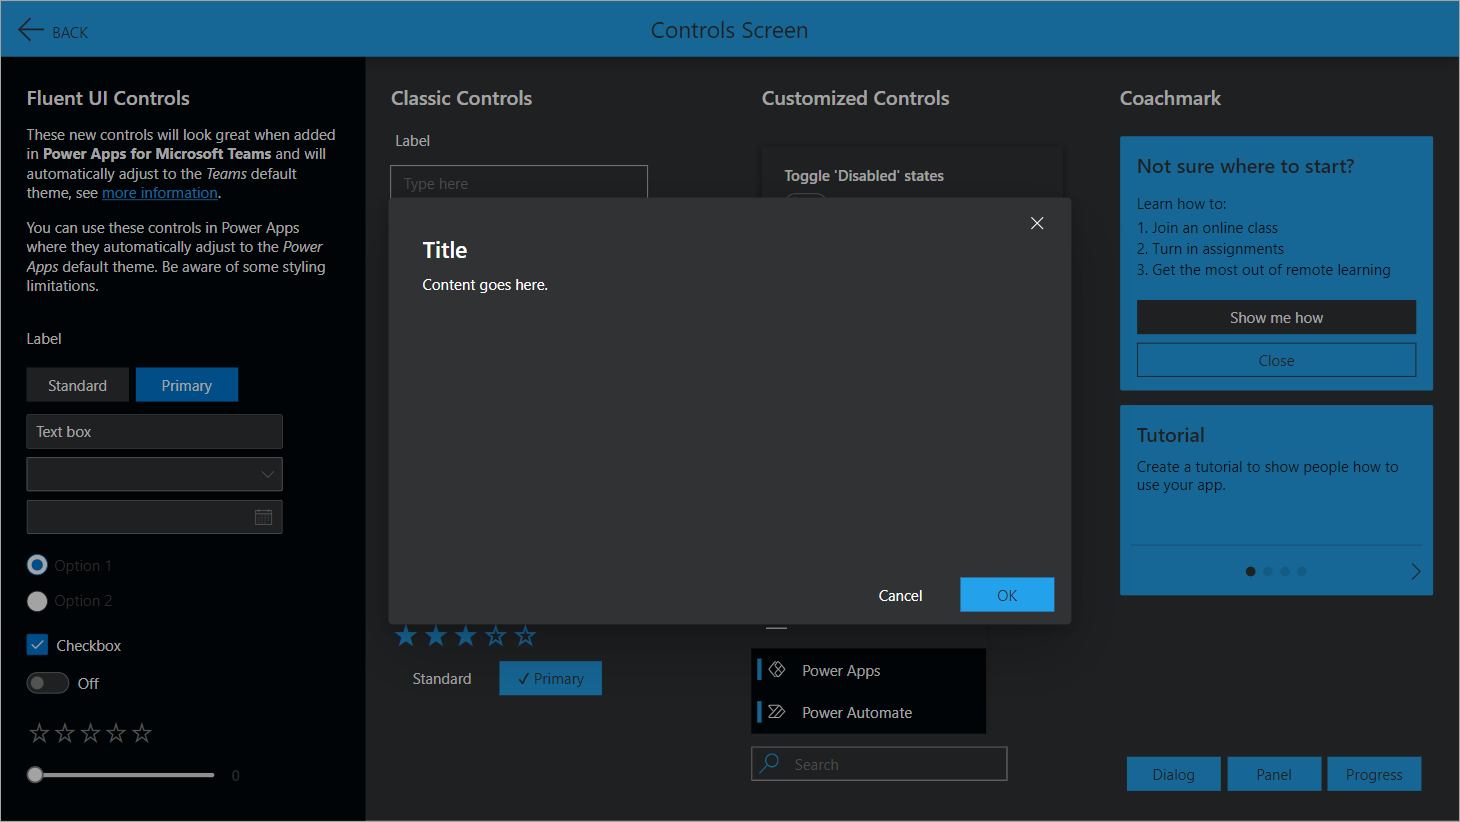 BACK
Controls Screen
Fluent UI Controls
These new controls will look great when added
in Power Apps for Microsoft Teams and will
automatically adjust to the Teams default
theme, see more information.
You can use these controls in Power Apps
where they automatically adjust to the Power
Apps default theme. Be aware of some styling
limitations.
Label
Standard
Primary
Text box
Option 1
Option 2
Checkbox
Off
0
Classic Controls
Label
Type here
Standard
Primary
Customized Controls
Toggle 'Disabled' states
Title
Content goes here.
Cancel
OK
Power Apps
Power Automate
Search
Coachmark
Not sure where to start?
Learn how to:
1. Join an online class
2. Turn in assignments
3. Get the most out of remote learning
Show me how
Close
Tutorial
Create a tutorial to show people how to
use your app.
Dialog
Panel
Progress